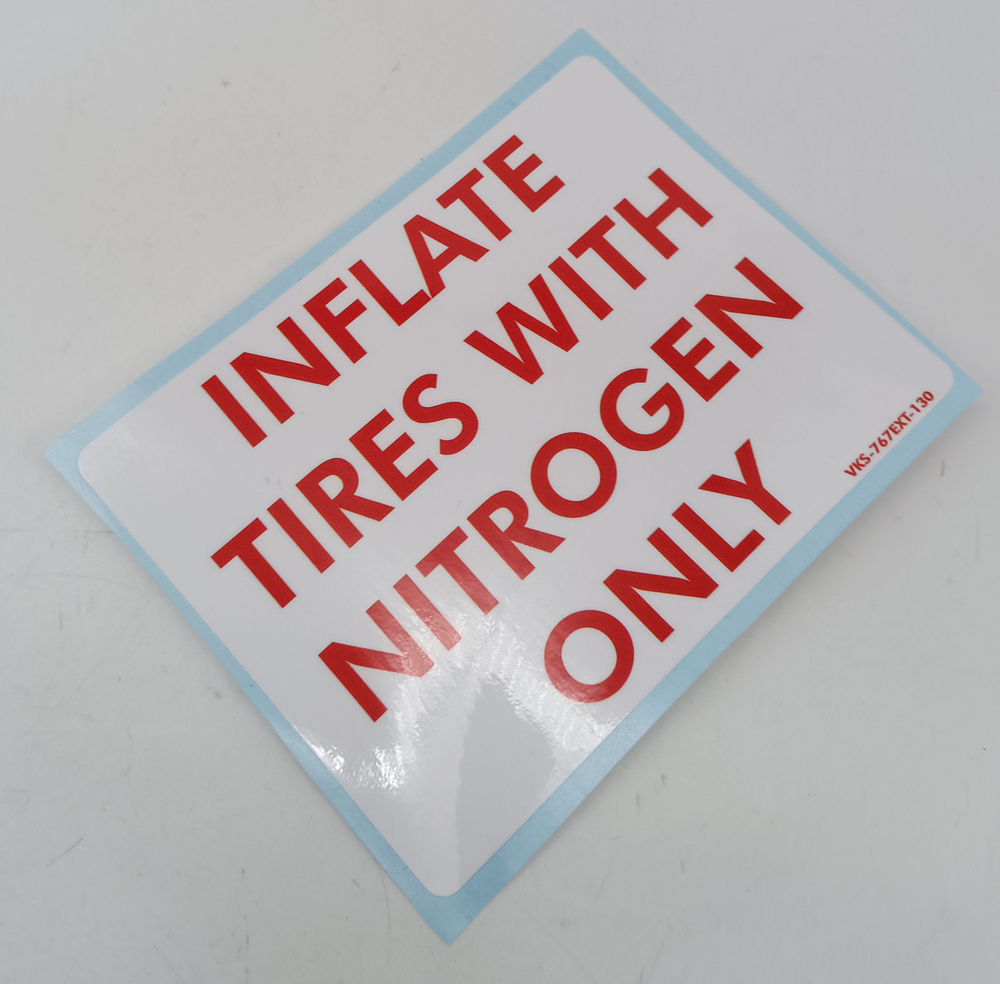 INFLATE
TIRES WITH
NITROGEN
ONLY
VKS-767EXT-130